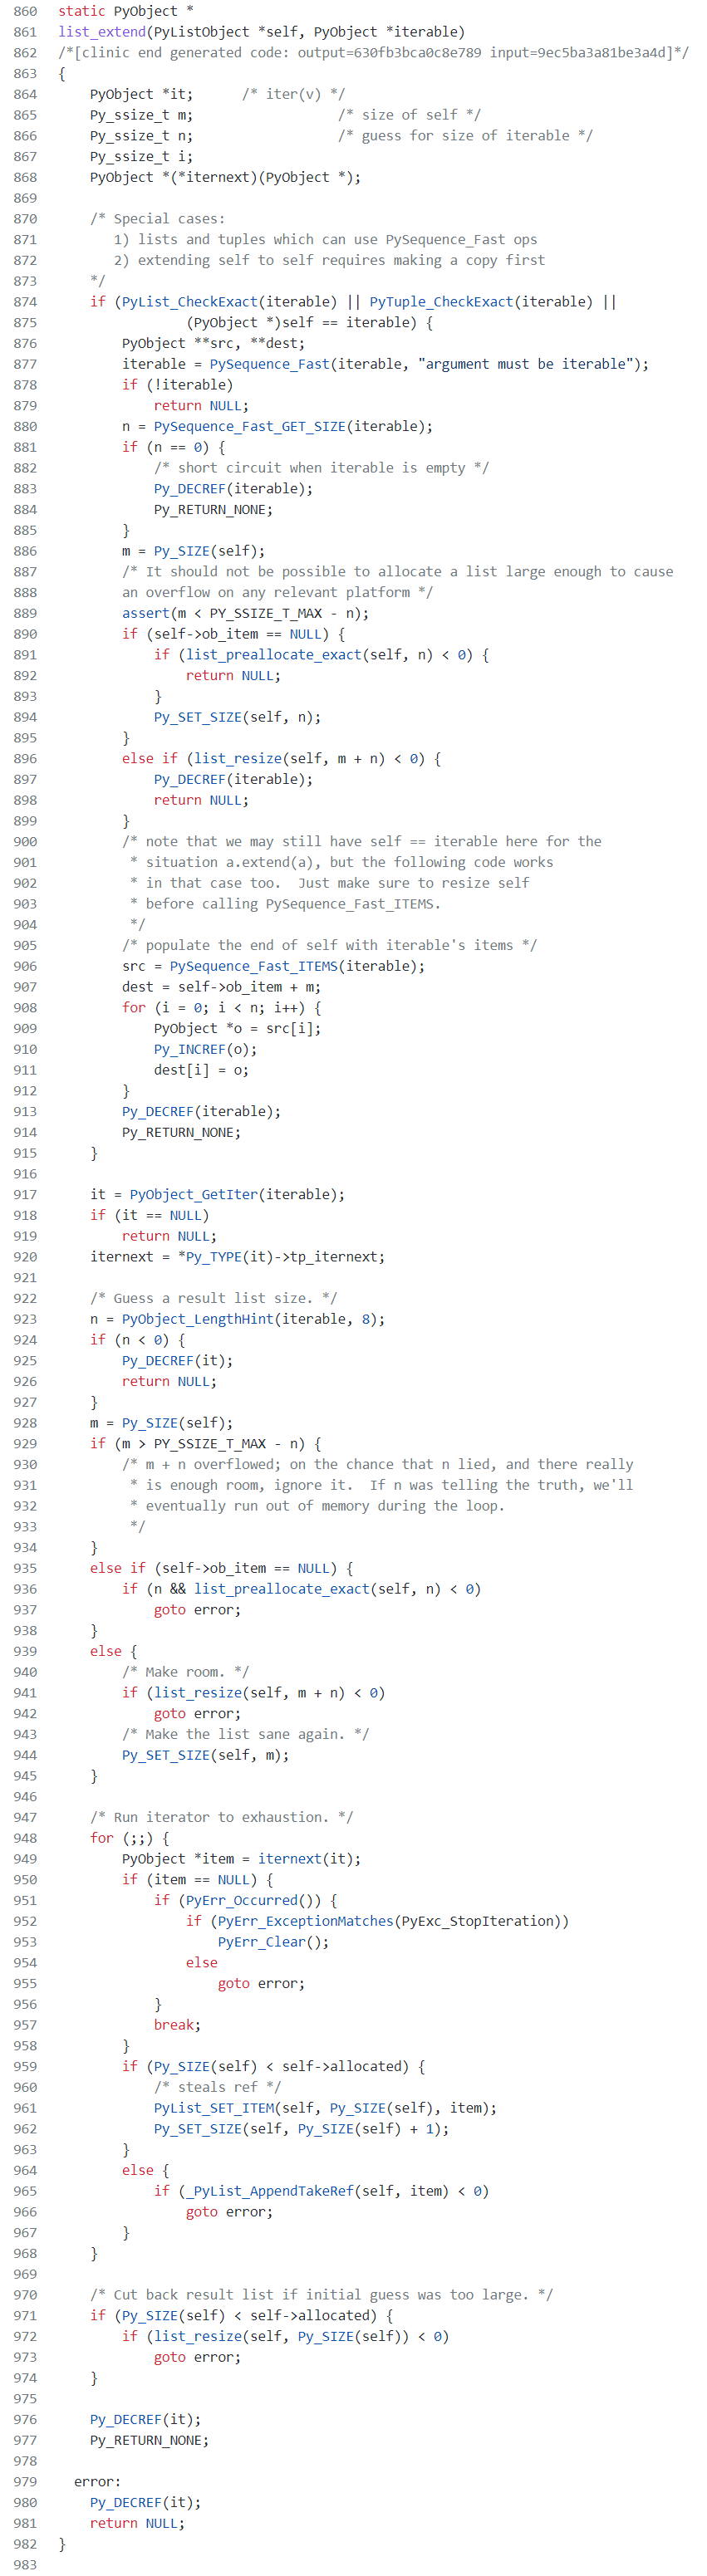 860 static PyObject *
861 list_extend(PyListObject *self, PyObject *iterable)
862 /*[clinic end generated code: output=630fb3bca0c8e789 input=9ec5ba3a81be3a4d]*/
863 {
864     PyObject *it;      /* iter(v) */
865     Py_ssize_t m;                  /* size of self */
866     Py_ssize_t n;                  /* guess for size of iterable */
867     Py_ssize_t i;
868     PyObject *(*iternext)(PyObject *);
869
870     /* Special cases:
871        1) lists and tuples which can use PySequence_Fast ops
872        2) extending self to self requires making a copy first
873     */
874     if (PyList_CheckExact(iterable) || PyTuple_CheckExact(iterable) ||
875                 (PyObject *)self == iterable) {
876         PyObject **src, **dest;
877         iterable = PySequence_Fast(iterable, "argument must be iterable");
878         if (!iterable)
879             return NULL;
880         n = PySequence_Fast_GET_SIZE(iterable);
881         if (n == 0) {
882             /* short circuit when iterable is empty */
883             Py_DECREF(iterable);
884             Py_RETURN_NONE;
885         }
886         m = Py_SIZE(self);
887         /* It should not be possible to allocate a list large enough to cause
888         an overflow on any relevant platform */
889         assert(m < PY_SSIZE_T_MAX - n);
890         if (self->ob_item == NULL) {
891             if (list_preallocate_exact(self, n) < 0) {
892                 return NULL;
893             }
894             Py_SET_SIZE(self, n);
895         }
896         else if (list_resize(self, m + n) < 0) {
897             Py_DECREF(iterable);
898             return NULL;
899         }
900         /* note that we may still have self == iterable here for the
901          * situation a.extend(a), but the following code works
902          * in that case too.  Just make sure to resize self
903          * before calling PySequence_Fast_ITEMS.
904          */
905         /* populate the end of self with iterable's items */
906         src = PySequence_Fast_ITEMS(iterable);
907         dest = self->ob_item + m;
908         for (i = 0; i < n; i++) {
909             PyObject *o = src[i];
910             Py_INCREF(o);
911             dest[i] = o;
912         }
913         Py_DECREF(iterable);
914         Py_RETURN_NONE;
915     }
916
917     it = PyObject_GetIter(iterable);
918     if (it == NULL)
919         return NULL;
920     iternext = *Py_TYPE(it)->tp_iternext;
921
922     /* Guess a result list size. */
923     n = PyObject_LengthHint(iterable, 8);
924     if (n < 0) {
925         Py_DECREF(it);
926         return NULL;
927     }
928     m = Py_SIZE(self);
929     if (m > PY_SSIZE_T_MAX - n) {
930         /* m + n overflowed; on the chance that n lied, and there really
931          * is enough room, ignore it.  If n was telling the truth, we'll
932          * eventually run out of memory during the loop.
933          */
934     }
935     else if (self->ob_item == NULL) {
936         if (n && list_preallocate_exact(self, n) < 0)
937             goto error;
938     }
939     else {
940         /* Make room. */
941         if (list_resize(self, m + n) < 0)
942             goto error;
943         /* Make the list sane again. */
944         Py_SET_SIZE(self, m);
945     }
946
947     /* Run iterator to exhaustion. */
948     for (;;) {
949         PyObject *item = iternext(it);
950         if (item == NULL) {
951             if (PyErr_Occurred()) {
952                 if (PyErr_ExceptionMatches(PyExc_StopIteration))
953                     PyErr_Clear();
954                 else
955                     goto error;
956             }
957             break;
958         }
959         if (Py_SIZE(self) < self->allocated) {
960             /* steals ref */
961             PyList_SET_ITEM(self, Py_SIZE(self), item);
962             Py_SET_SIZE(self, Py_SIZE(self) + 1);
963         }
964         else {
965             if (_PyList_AppendTakeRef(self, item) < 0)
966                 goto error;
967         }
968     }
969
970     /* Cut back result list if initial guess was too large. */
971     if (Py_SIZE(self) < self->allocated) {
972         if (list_resize(self, Py_SIZE(self)) < 0)
973             goto error;
974     }
975
976     Py_DECREF(it);
977     Py_RETURN_NONE;
978
979   error:
980     Py_DECREF(it);
981     return NULL;
982 }
983